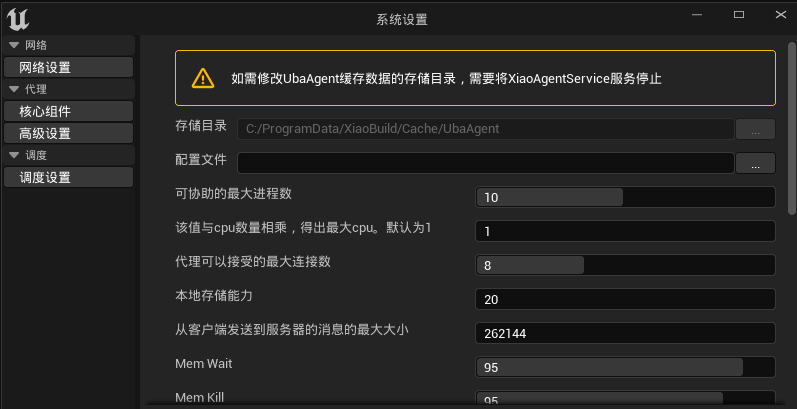 系统设置
网络
网络设置
代理
核心组件
高级设置
调度
调度设置
如需修改UbaAgent缓存数据的存储目录，需要将XiaoAgentService服务停止
存储目录 C:/ProgramData/XiaoBuild/Cache/UbaAgent ...
配置文件 ...
可协助的最大进程数 10
该值与cpu数量相乘，得出最大cpu。默认为1 1
代理可以接受的最大连接数 8
本地存储能力 20
从客户端发送到服务器的消息的最大大小 262144
Mem Wait 95
Mem Kill 95